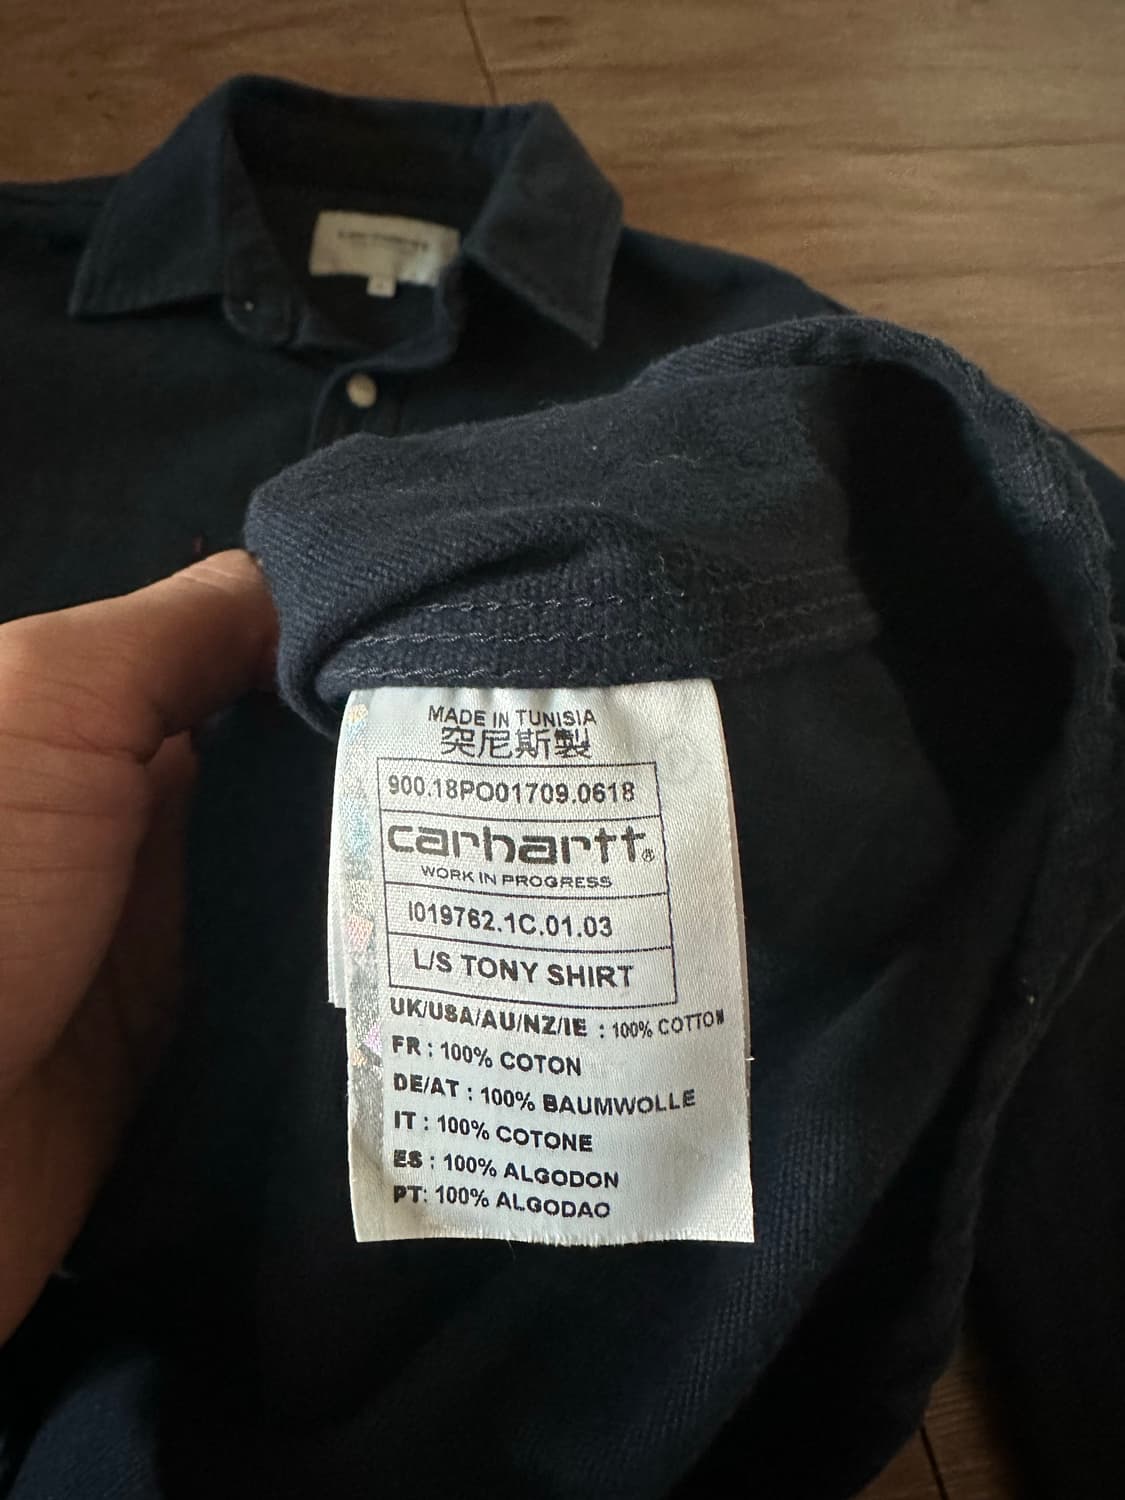 MADE IN TUNISIA
突尼斯製
900.18PO01709.0618
carhartt®
WORK IN PROGRESS
I019762.1C.01.03
L/S TONY SHIRT
UK/USA/AU/NZ/IE : 100% COTTON
FR : 100% COTON
DE/AT : 100% BAUMWOLLE
IT : 100% COTONE
ES : 100% ALGODON
PT: 100% ALGODAO